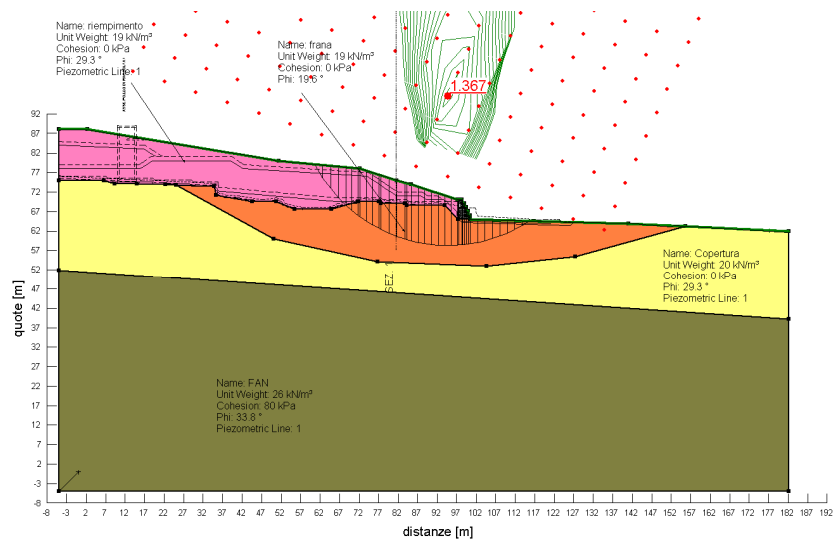 Name: riempimento
Unit Weight: 19 kN/m³
Cohesion: 0 kPa
Phi: 29.3 °
Piezometric Line: 1
Name: frana
Unit Weight: 19 kN/m³
Cohesion: 0 kPa
Phi: 19.6 °
1.367
SEZ. 1
Name: Copertura
Unit Weight: 20 kN/m³
Cohesion: 0 kPa
Phi: 29.3 °
Piezometric Line: 1
Name: FAN
Unit Weight: 26 kN/m³
Cohesion: 80 kPa
Phi: 33.8 °
Piezometric Line: 1
quote [m]
92
87
82
77
72
67
62
57
52
47
42
37
32
27
22
17
12
7
2
-3
-8
-8 -3 2 7 12 17 22 27 32 37 42 47 52 57 62 67 72 77 82 87 92 97 102 107 112 117 122 127 132 137 142 147 152 157 162 167 172 177 182 187 192
distanze [m]